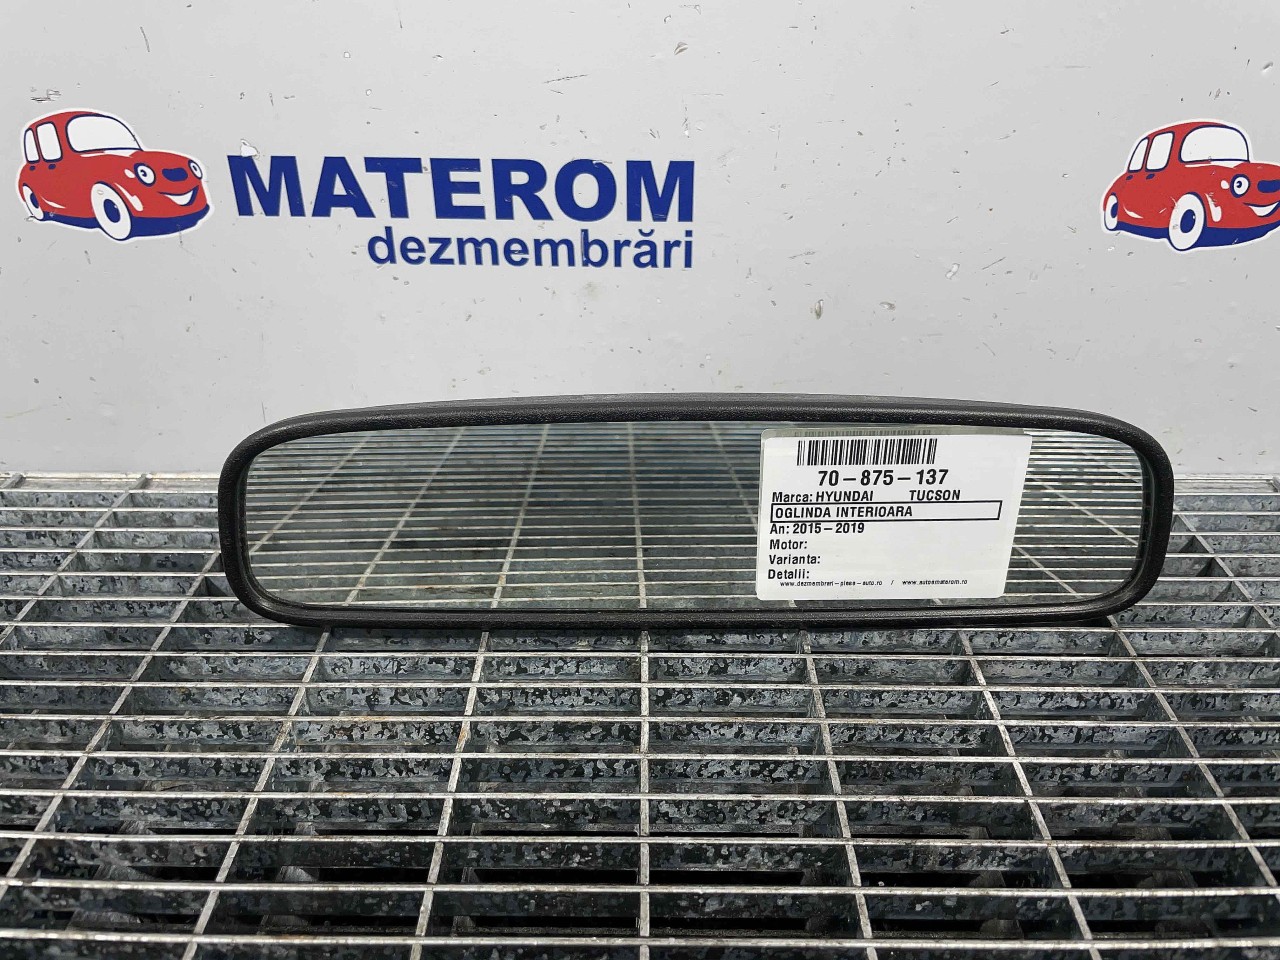 MATEROM
dezmembrări
70-875-137
Marca: HYUNDAI TUCSON
OGLINDA INTERIOARA
An: 2015-2019
Motor:
Varianta:
Detalii:
www.dezmembrari-piese-auto.ro / www.autosmaterom.ro